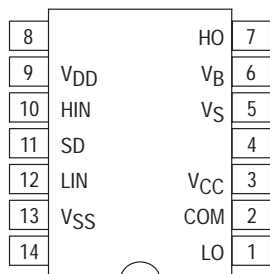 8 HO 7
9 VDD VB 6
10 HIN VS 5
11 SD 4
12 LIN VCC 3
13 VSS COM 2
14 LO 1